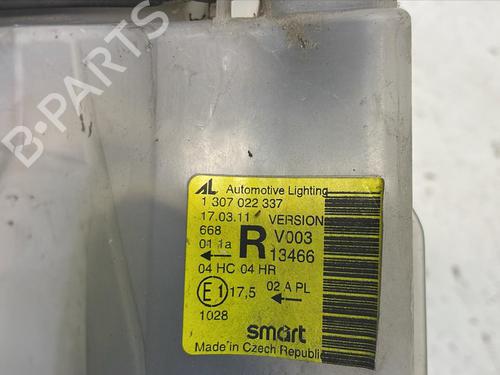 B-PARTS
AL Automotive Lighting
1 307 022 337
17.03.11 VERSION
668 V003
01 1a R 13466
04 HC 04 HR
E1 17,5 02 A PL
1028
smart
Made in Czech Republic